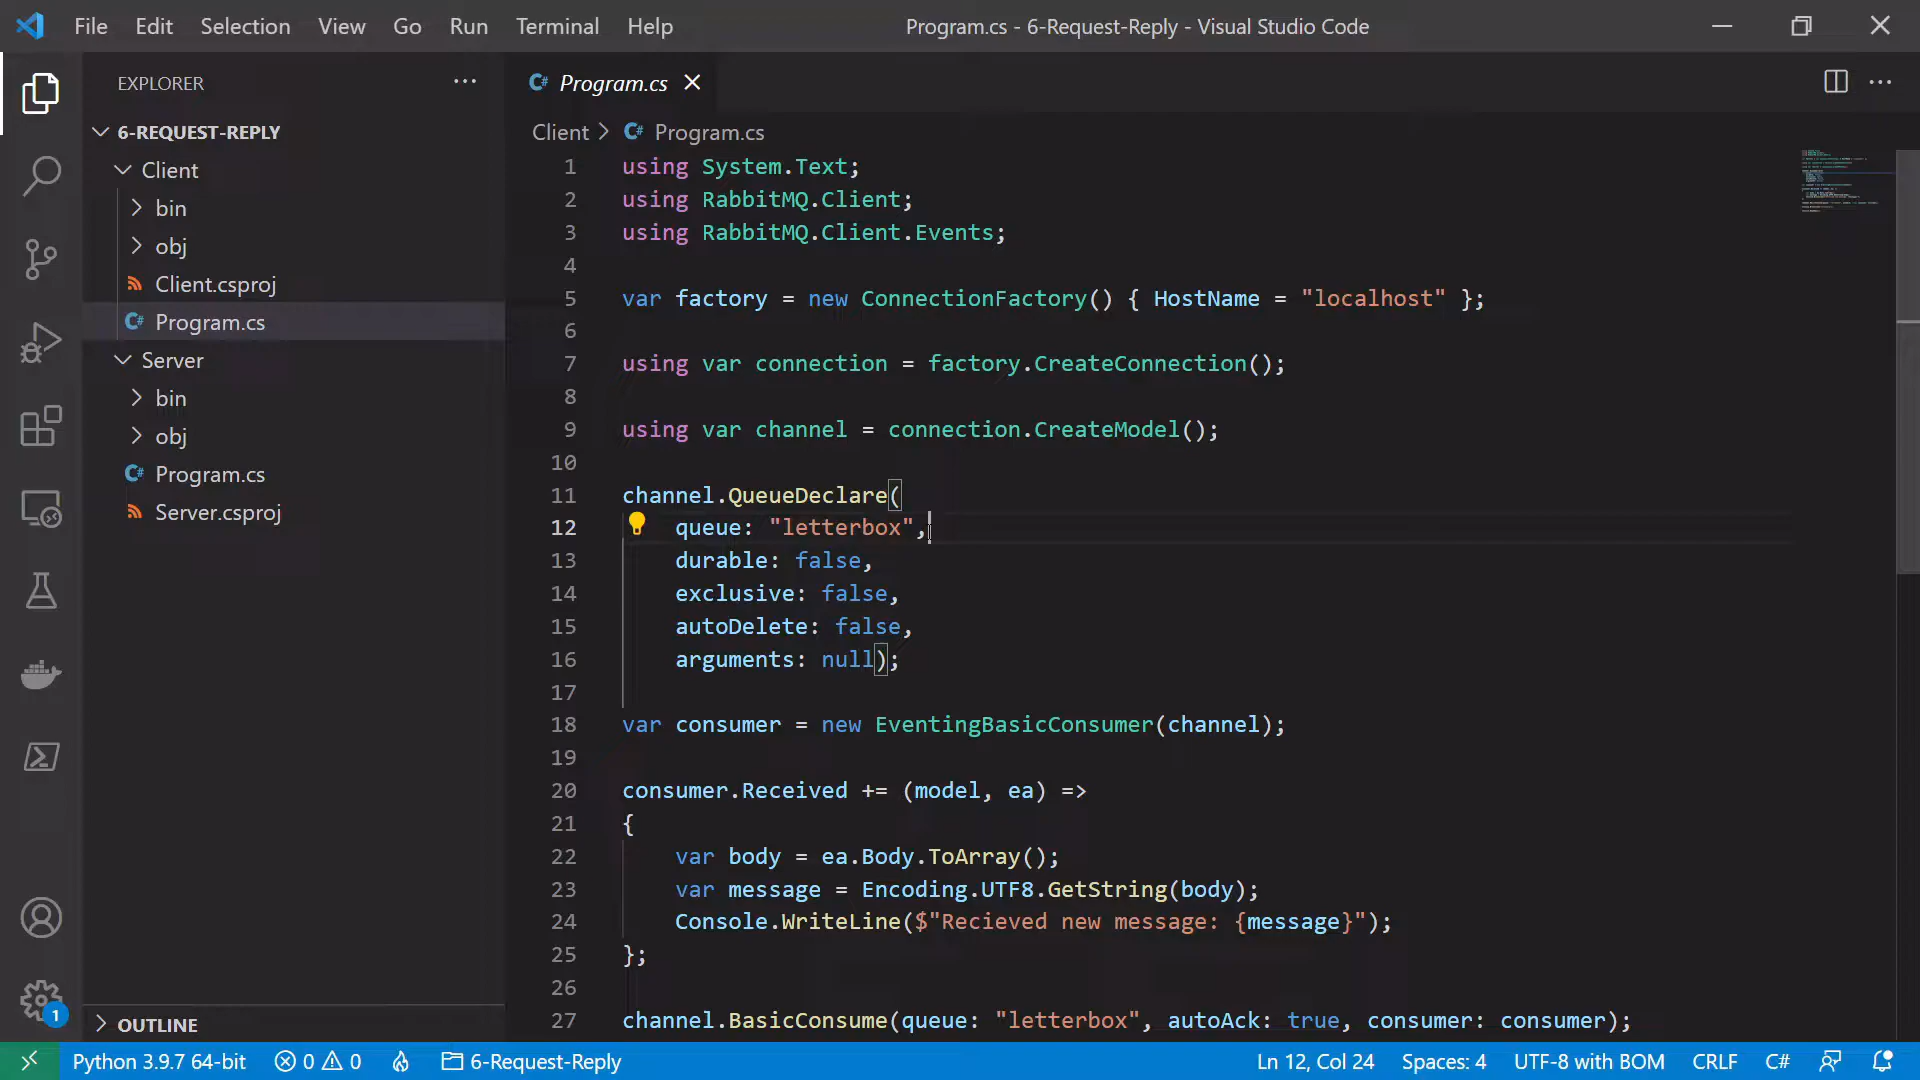 File Edit Selection View Go Run Terminal Help
Program.cs - 6-Request-Reply - Visual Studio Code
EXPLORER
6-REQUEST-REPLY
Client
bin
obj
Client.csproj
Program.cs
Server
bin
obj
Program.cs
Server.csproj
OUTLINE
Program.cs
Client > Program.cs
1 using System.Text;
2 using RabbitMQ.Client;
3 using RabbitMQ.Client.Events;
4
5 var factory = new ConnectionFactory() { HostName = "localhost" };
6
7 using var connection = factory.CreateConnection();
8
9 using var channel = connection.CreateModel();
10
11 channel.QueueDeclare(
12 queue: "letterbox",
13 durable: false,
14 exclusive: false,
15 autoDelete: false,
16 arguments: null);
17
18 var consumer = new EventingBasicConsumer(channel);
19
20 consumer.Received += (model, ea) =>
21 {
22 var body = ea.Body.ToArray();
23 var message = Encoding.UTF8.GetString(body);
24 Console.WriteLine($"Recieved new message: {message}");
25 };
26
27 channel.BasicConsume(queue: "letterbox", autoAck: true, consumer: consumer);
1
Python 3.9.7 64-bit 0 0 6-Request-Reply Ln 12, Col 24 Spaces: 4 UTF-8 with BOM CRLF C#